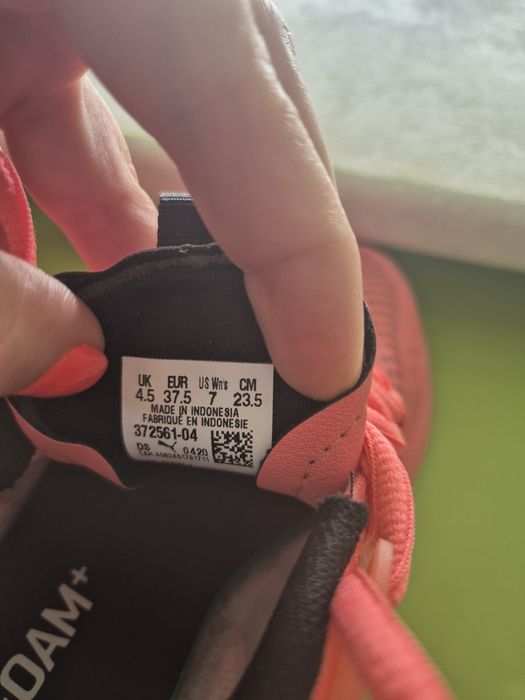 UK EUR US Wn's CM
4.5 37.5 7 23.5
MADE IN INDONESIA
FABRIQUÉ EN INDONESIE
372561-04
DS 0420
OAM+